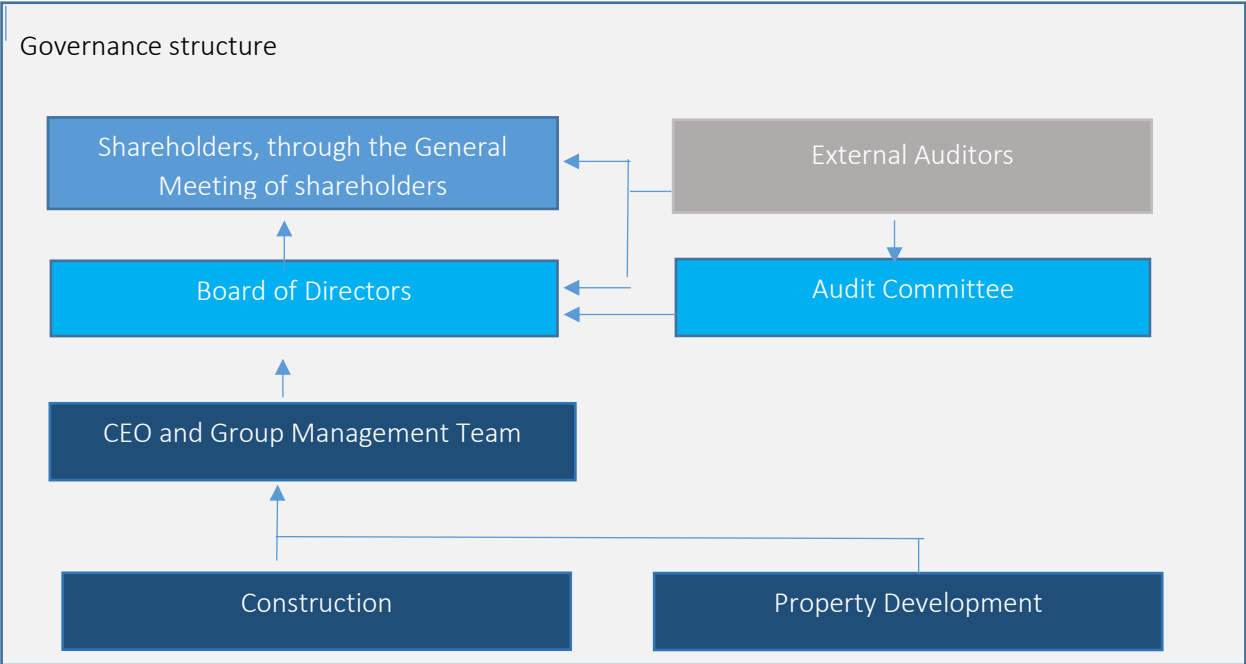 Governance structure
Shareholders, through the General
Meeting of shareholders
External Auditors
Board of Directors
Audit Committee
CEO and Group Management Team
Construction
Property Development